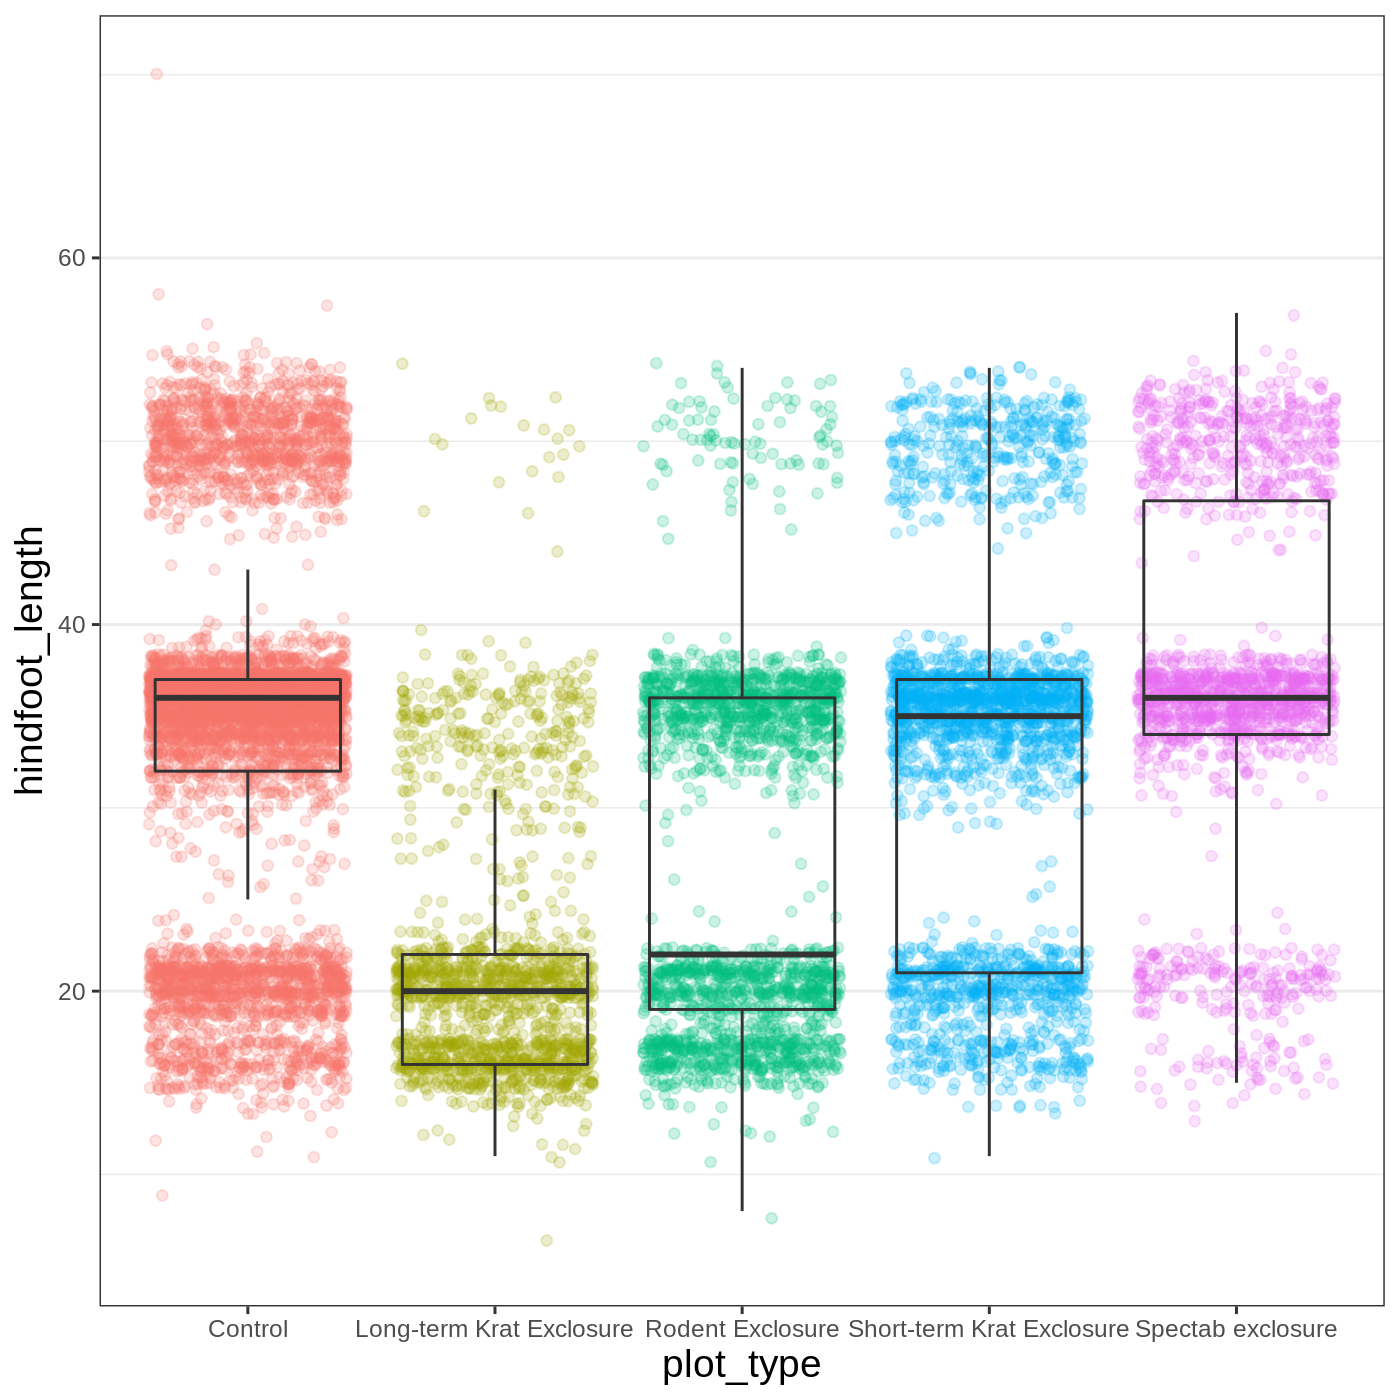 hindfoot_length
60
40
20
Control
Long-term Krat Exclosure
Rodent Exclosure
Short-term Krat Exclosure
Spectab exclosure
plot_type